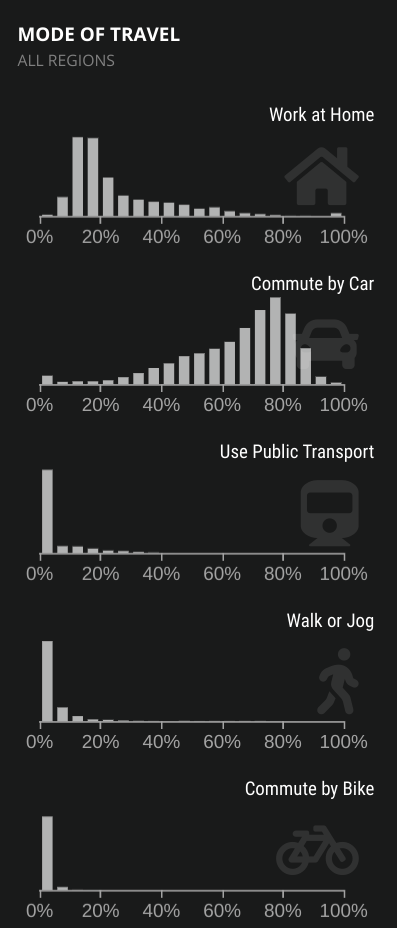 MODE OF TRAVEL
ALL REGIONS
Work at Home
0% 20% 40% 60% 80% 100%
Commute by Car
0% 20% 40% 60% 80% 100%
Use Public Transport
0% 20% 40% 60% 80% 100%
Walk or Jog
0% 20% 40% 60% 80% 100%
Commute by Bike
0% 20% 40% 60% 80% 100%